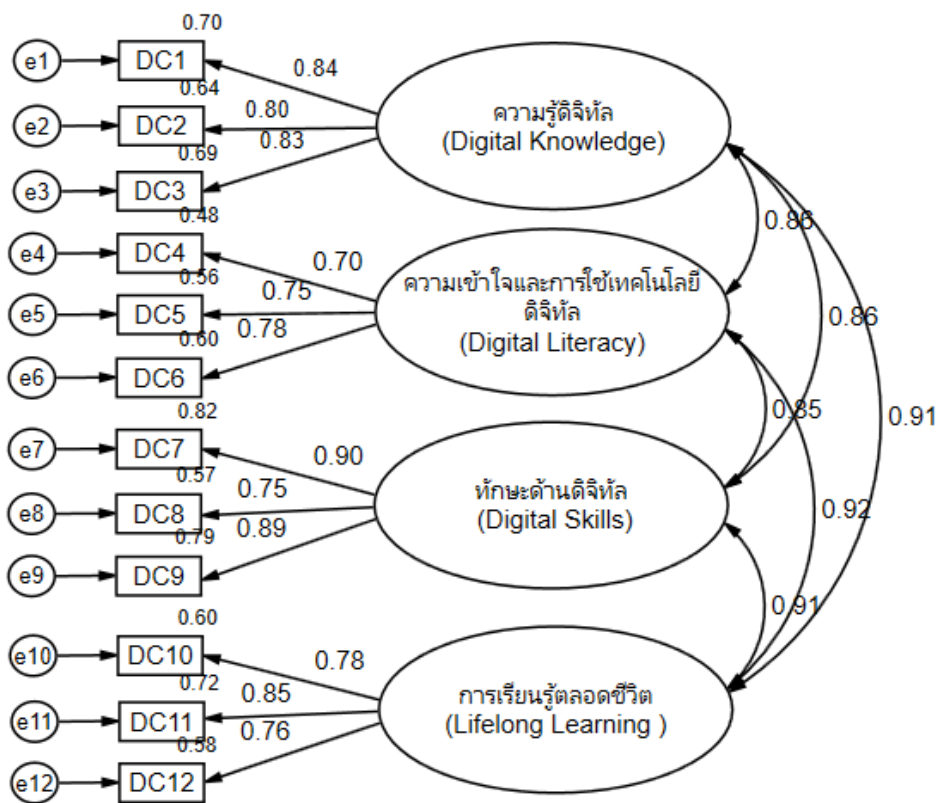 0.70
e1
DC1
0.84
0.64
e2
DC2
0.80
0.69
0.83
e3
DC3
0.48
ความรู้ดิจิทัล
(Digital Knowledge)
e4
DC4
0.70
0.56
e5
DC5
0.75
0.60
0.78
e6
DC6
ความเข้าใจและการใช้เทคโนโลยี
ดิจิทัล
(Digital Literacy)
0.82
e7
DC7
0.90
0.57
e8
DC8
0.75
0.79
0.89
e9
DC9
ทักษะด้านดิจิทัล
(Digital Skills)
0.60
e10
DC10
0.78
0.72
e11
DC11
0.85
0.58
0.76
e12
DC12
การเรียนรู้ตลอดชีวิต
(Lifelong Learning )
0.86
0.86
0.85
0.91
0.92
0.91